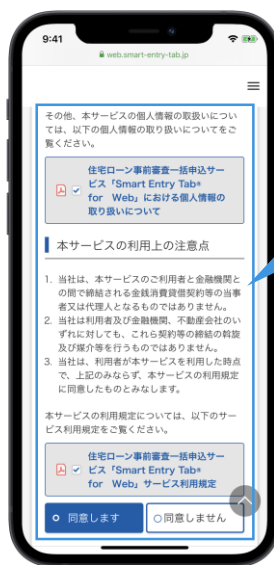 9:41
web.smart-entry-tab.jp
その他、本サービスの個人情報の取扱いについ
ては、以下の個人情報の取り扱いについてをご
覧ください。
住宅ローン事前審査一括申込サー
ビス「Smart Entry Tab®
for Web」における個人情報の
取り扱いについて
本サービスの利用上の注意点
1. 当社は、本サービスのご利用者と金融機関と
の間で締結される金銭消費貸借契約等の当事
者又は代理人となるものではありません。
2. 当社は利用者及び金融機関、不動産会社のい
ずれに対しても、これら契約等の締結の斡旋
及び媒介等を行うものではありません。
3. 当社は、利用者が本サービスを利用した時点
で、上記のみならず、本サービスの利用規定
に同意したものとみなします。
本サービスの利用規定については、以下のサー
ビス利用規定をご覧ください。
住宅ローン事前審査一括申込サー
ビス「Smart Entry Tab®
for Web」サービス利用規定
同意します
同意しません